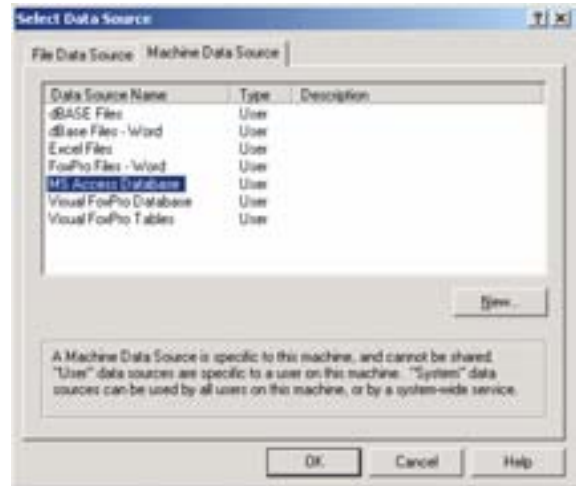 Select Data Source
? X
File Data Source Machine Data Source
Data Source Name Type Description
dBASE Files User
dBase Files - Word User
Excel Files User
FoxPro Files - Word User
MS Access Database User
Visual FoxPro Database User
Visual FoxPro Tables User
New...
A Machine Data Source is specific to this machine, and cannot be shared.
"User" data sources are specific to a user on this machine. "System" data
sources can be used by all users on this machine, or by a system-wide service.
OK Cancel Help